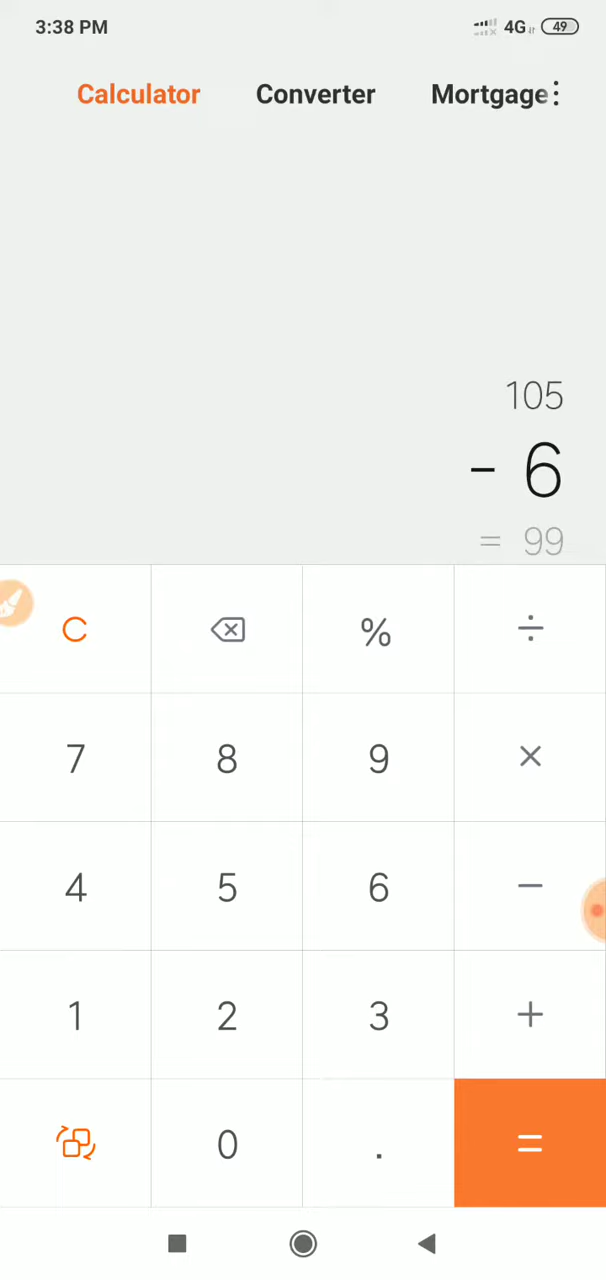 3:38 PM 4G 49
Calculator Converter Mortgage
105
- 6
= 99
C % ÷
7 8 9 ×
4 5 6 −
1 2 3 +
0 . =